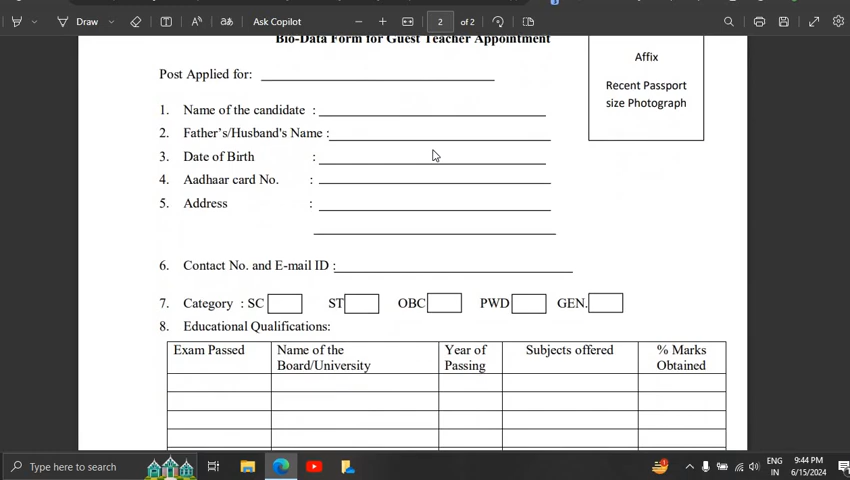 Draw
Ask Copilot
2
of 2
Bio-Data Form for Guest Teacher Appointment
Affix
Recent Passport
size Photograph
Post Applied for:
1. Name of the candidate :
2. Father's/Husband's Name :
3. Date of Birth :
4. Aadhaar card No. :
5. Address :
6. Contact No. and E-mail ID :
7. Category : SC ST OBC PWD GEN.
8. Educational Qualifications:
Exam Passed
Name of the
Board/University
Year of
Passing
Subjects offered
% Marks
Obtained
Type here to search
ENG
IN
9:44 PM
6/15/2024